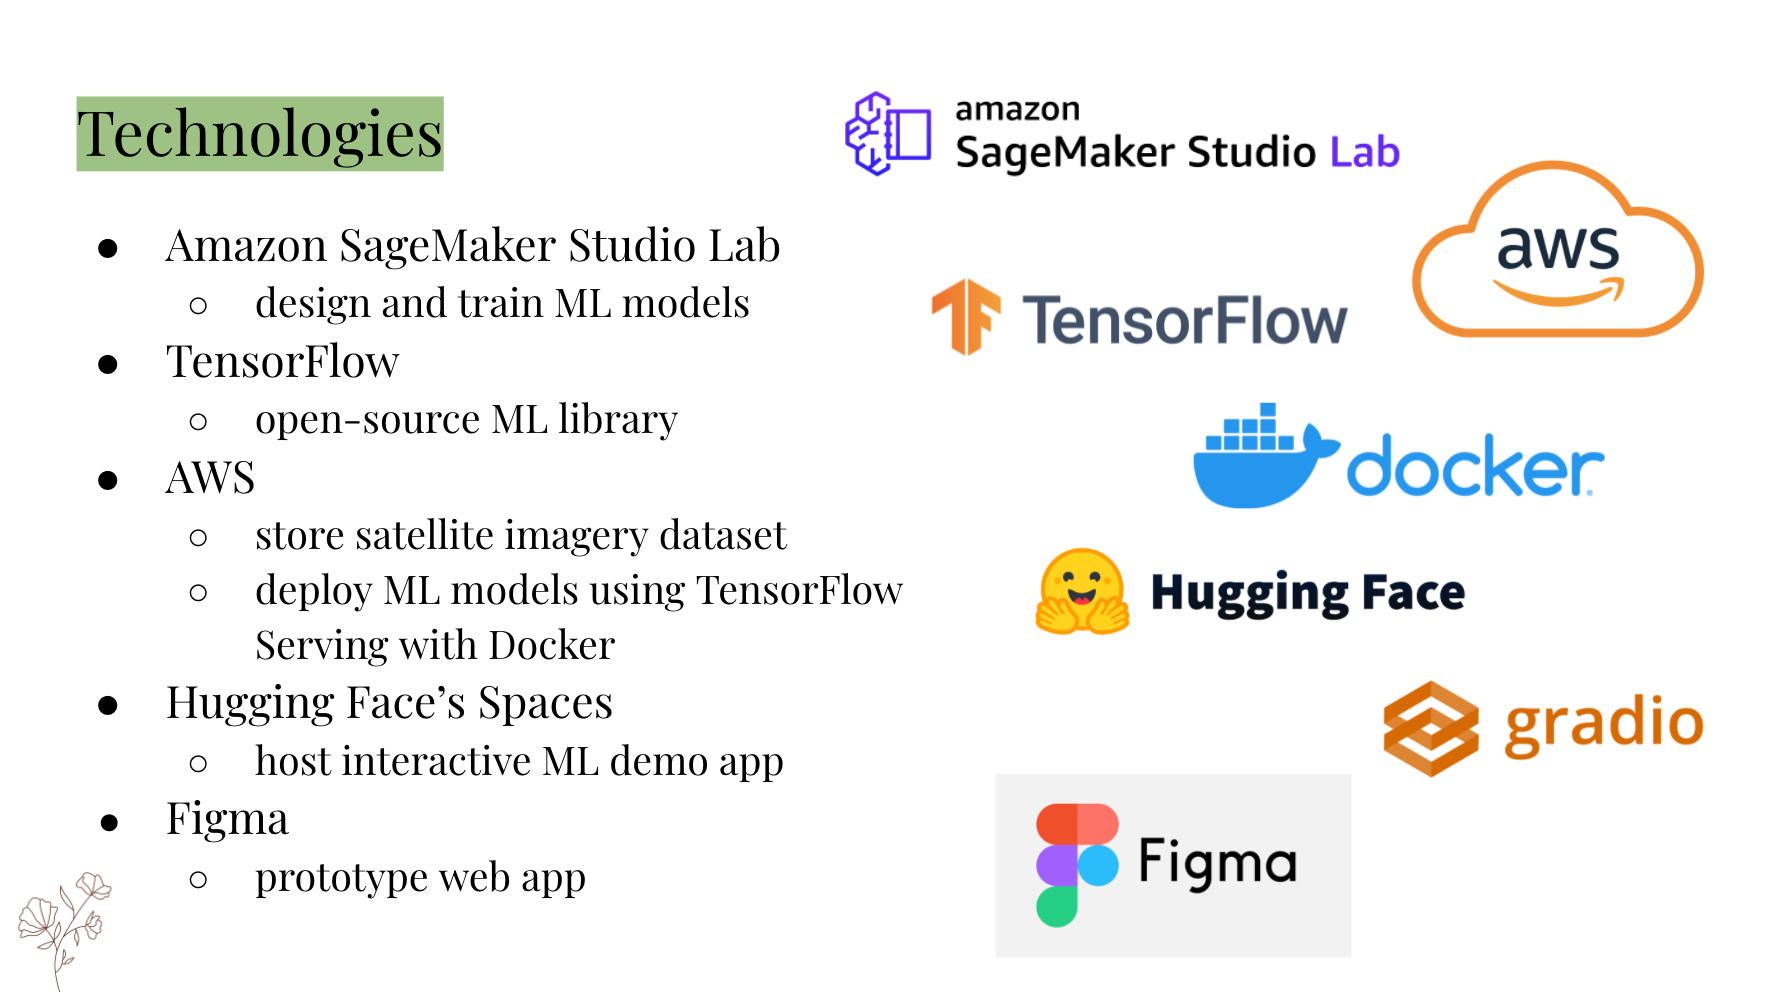 Technologies
● Amazon SageMaker Studio Lab
○ design and train ML models
● TensorFlow
○ open-source ML library
● AWS
○ store satellite imagery dataset
○ deploy ML models using TensorFlow
Serving with Docker
● Hugging Face’s Spaces
○ host interactive ML demo app
● Figma
○ prototype web app
amazon
SageMaker Studio Lab
aws
TensorFlow
docker
Hugging Face
gradio
Figma